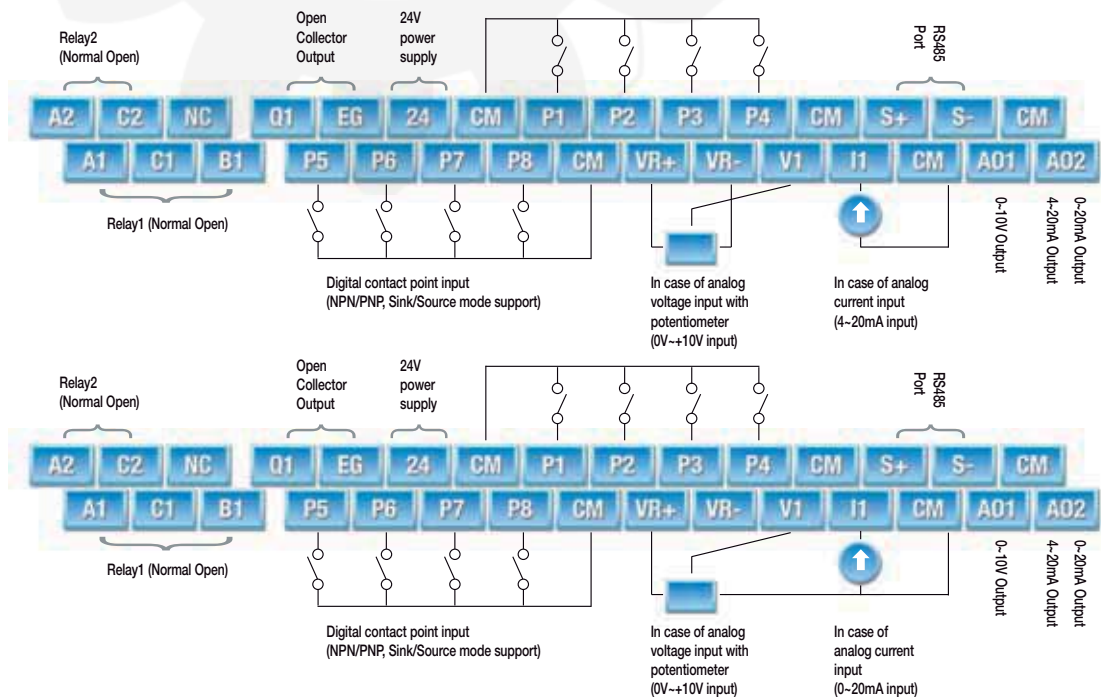 Relay2
(Normal Open)
Open
Collector
Output
24V
power
supply
RS485
Port
A2 C2 NC Q1 EG 24 CM P1 P2 P3 P4 CM S+ S- CM
A1 C1 B1 P5 P6 P7 P8 CM VR+ VR- V1 I1 CM AO1 AO2
Relay1 (Normal Open)
Digital contact point input
(NPN/PNP, Sink/Source mode support)
In case of analog
voltage input with
potentiometer
(0V~+10V input)
In case of analog
current input
(4~20mA input)
0~10V Output
0~20mA Output
4~20mA Output
Relay2
(Normal Open)
Open
Collector
Output
24V
power
supply
RS485
Port
A2 C2 NC Q1 EG 24 CM P1 P2 P3 P4 CM S+ S- CM
A1 C1 B1 P5 P6 P7 P8 CM VR+ VR- V1 I1 CM AO1 AO2
Relay1 (Normal Open)
Digital contact point input
(NPN/PNP, Sink/Source mode support)
In case of analog
voltage input with
potentiometer
(0V~+10V input)
In case of
analog current
input
(0~20mA input)
0~10V Output
0~20mA Output
4~20mA Output